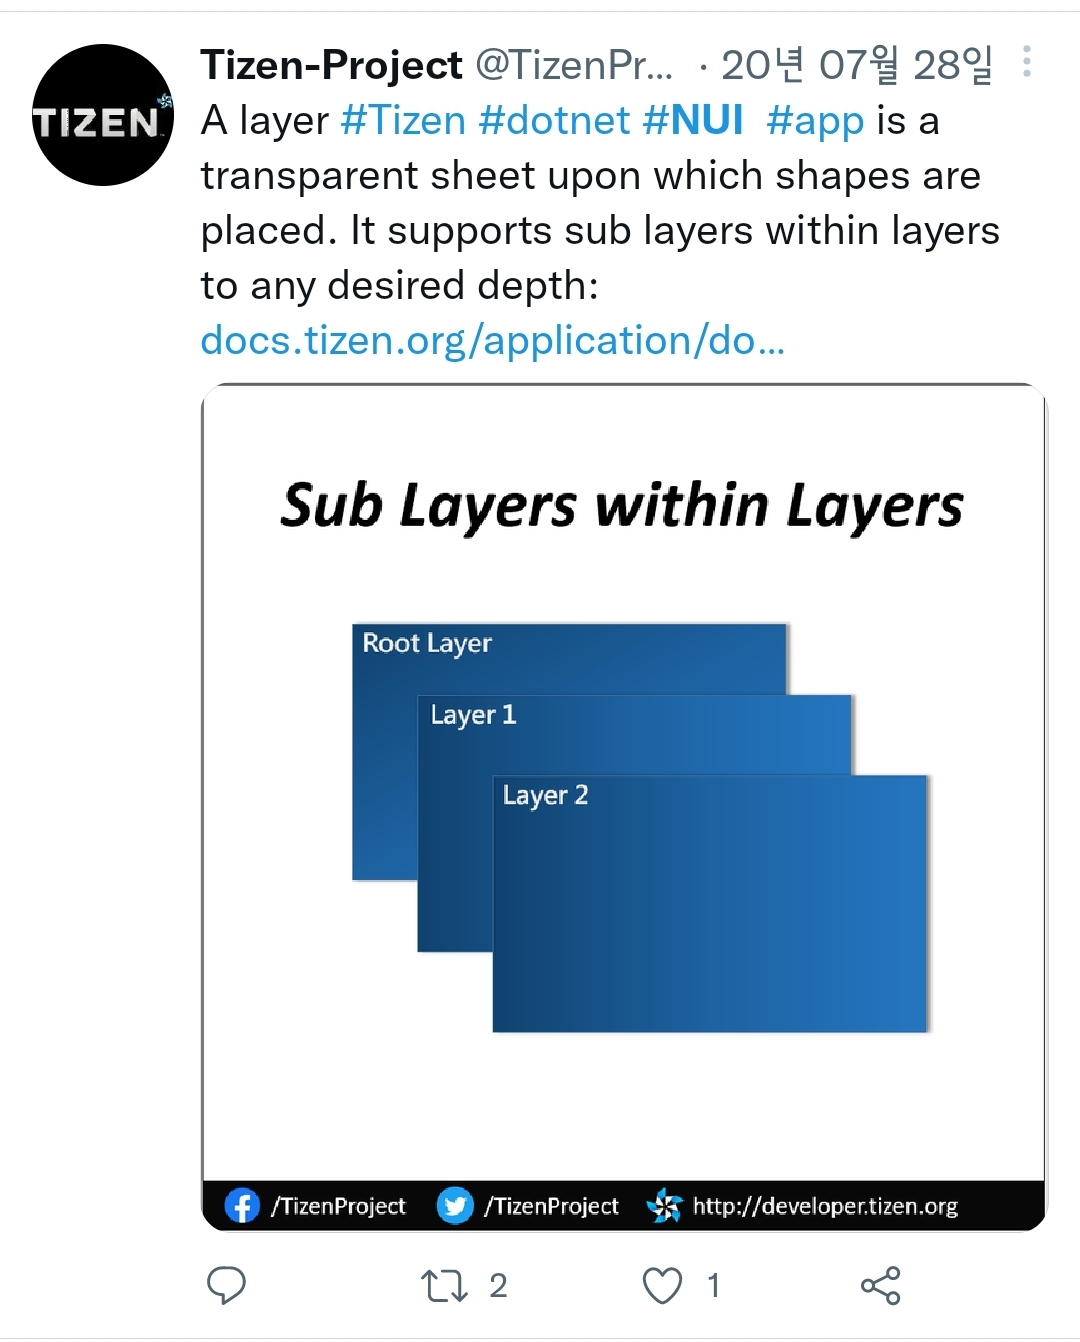 Tizen-Project @TizenPr... · 20년 07월 28일
TIZEN
A layer #Tizen #dotnet #NUI #app is a
transparent sheet upon which shapes are
placed. It supports sub layers within layers
to any desired depth:
docs.tizen.org/application/do...
Sub Layers within Layers
Root Layer
Layer 1
Layer 2
/TizenProject /TizenProject http://developer.tizen.org
2 1